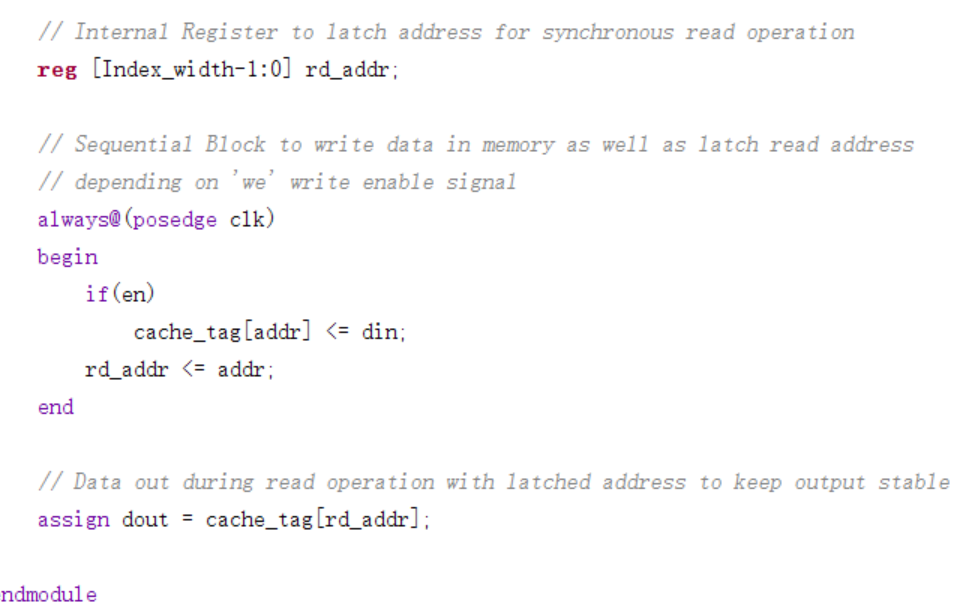 // Internal Register to latch address for synchronous read operation
reg [Index_width-1:0] rd_addr;
// Sequential Block to write data in memory as well as latch read address
// depending on 'we' write enable signal
always@(posedge clk)
begin
if(en)
cache_tag[addr] <= din;
rd_addr <= addr;
end
// Data out during read operation with latched address to keep output stable
assign dout = cache_tag[rd_addr];
ndmodule